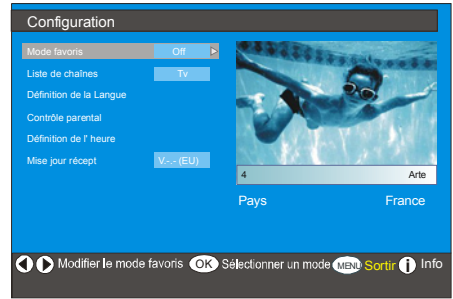 Configuration
Mode favoris Off
Liste de chaînes Tv
Définition de la Langue
Contrôle parental
Définition de l' heure
Mise jour récept V.-.- (EU)
4 Arte
Pays France
Modifier le mode favoris OK Sélectionner un mode MENU Sortir i Info